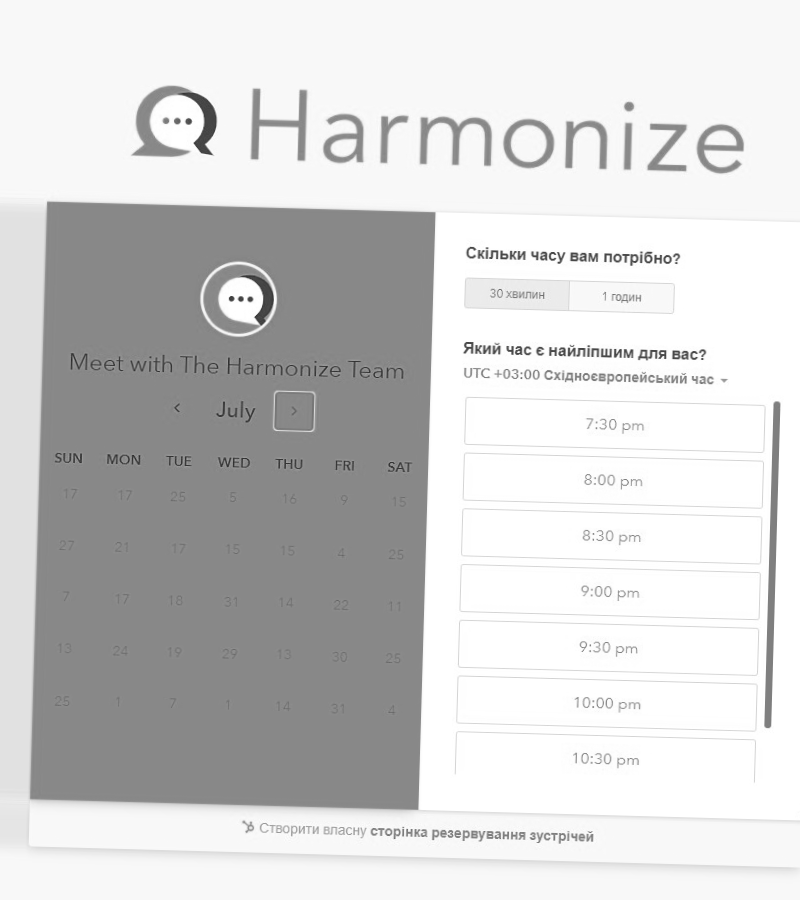 Harmonize
Meet with The Harmonize Team
July
SUN MON TUE WED THU FRI SAT
17 17 25 5 16 9 15
27 21 17 15 15 4 25
7 17 18 31 14 22 11
13 24 19 29 13 30 25
25 1 7 1 14 31 4
Скільки часу вам потрібно?
30 хвилин 1 годин
Який час є найліпшим для вас?
UTC +03:00 Східноєвропейський час
7:30 pm
8:00 pm
8:30 pm
9:00 pm
9:30 pm
10:00 pm
10:30 pm
Створити власну сторінка резервування зустрічей